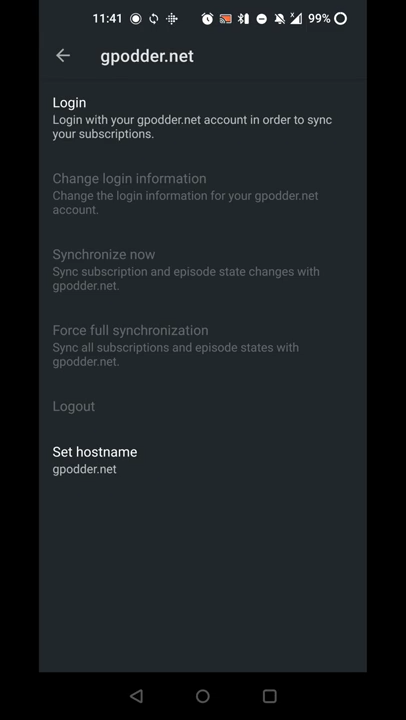 11:41
99%
gpodder.net
Login
Login with your gpodder.net account in order to sync
your subscriptions.
Change login information
Change the login information for your gpodder.net
account.
Synchronize now
Sync subscription and episode state changes with
gpodder.net.
Force full synchronization
Sync all subscriptions and episode states with
gpodder.net.
Logout
Set hostname
gpodder.net